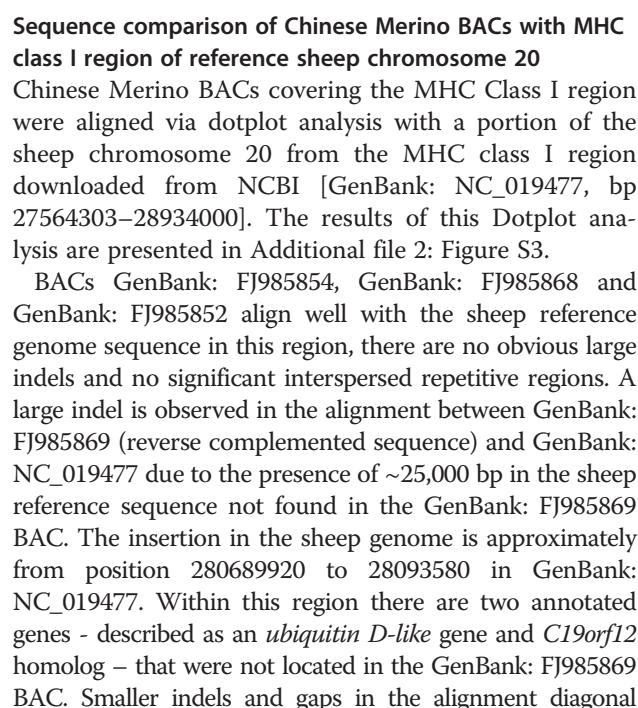 Sequence comparison of Chinese Merino BACs with MHC
class I region of reference sheep chromosome 20
Chinese Merino BACs covering the MHC Class I region
were aligned via dotplot analysis with a portion of the
sheep chromosome 20 from the MHC class I region
downloaded from NCBI [GenBank: NC_019477, bp
27564303–28934000]. The results of this Dotplot ana-
lysis are presented in Additional file 2: Figure S3.
BACs GenBank: FJ985854, GenBank: FJ985868 and
GenBank: FJ985852 align well with the sheep reference
genome sequence in this region, there are no obvious large
indels and no significant interspersed repetitive regions. A
large indel is observed in the alignment between GenBank:
FJ985869 (reverse complemented sequence) and GenBank:
NC_019477 due to the presence of ~25,000 bp in the sheep
reference sequence not found in the GenBank: FJ985869
BAC. The insertion in the sheep genome is approximately
from position 280689920 to 28093580 in GenBank:
NC_019477. Within this region there are two annotated
genes - described as an ubiquitin D-like gene and C19orf12
homolog – that were not located in the GenBank: FJ985869
BAC. Smaller indels and gaps in the alignment diagonal